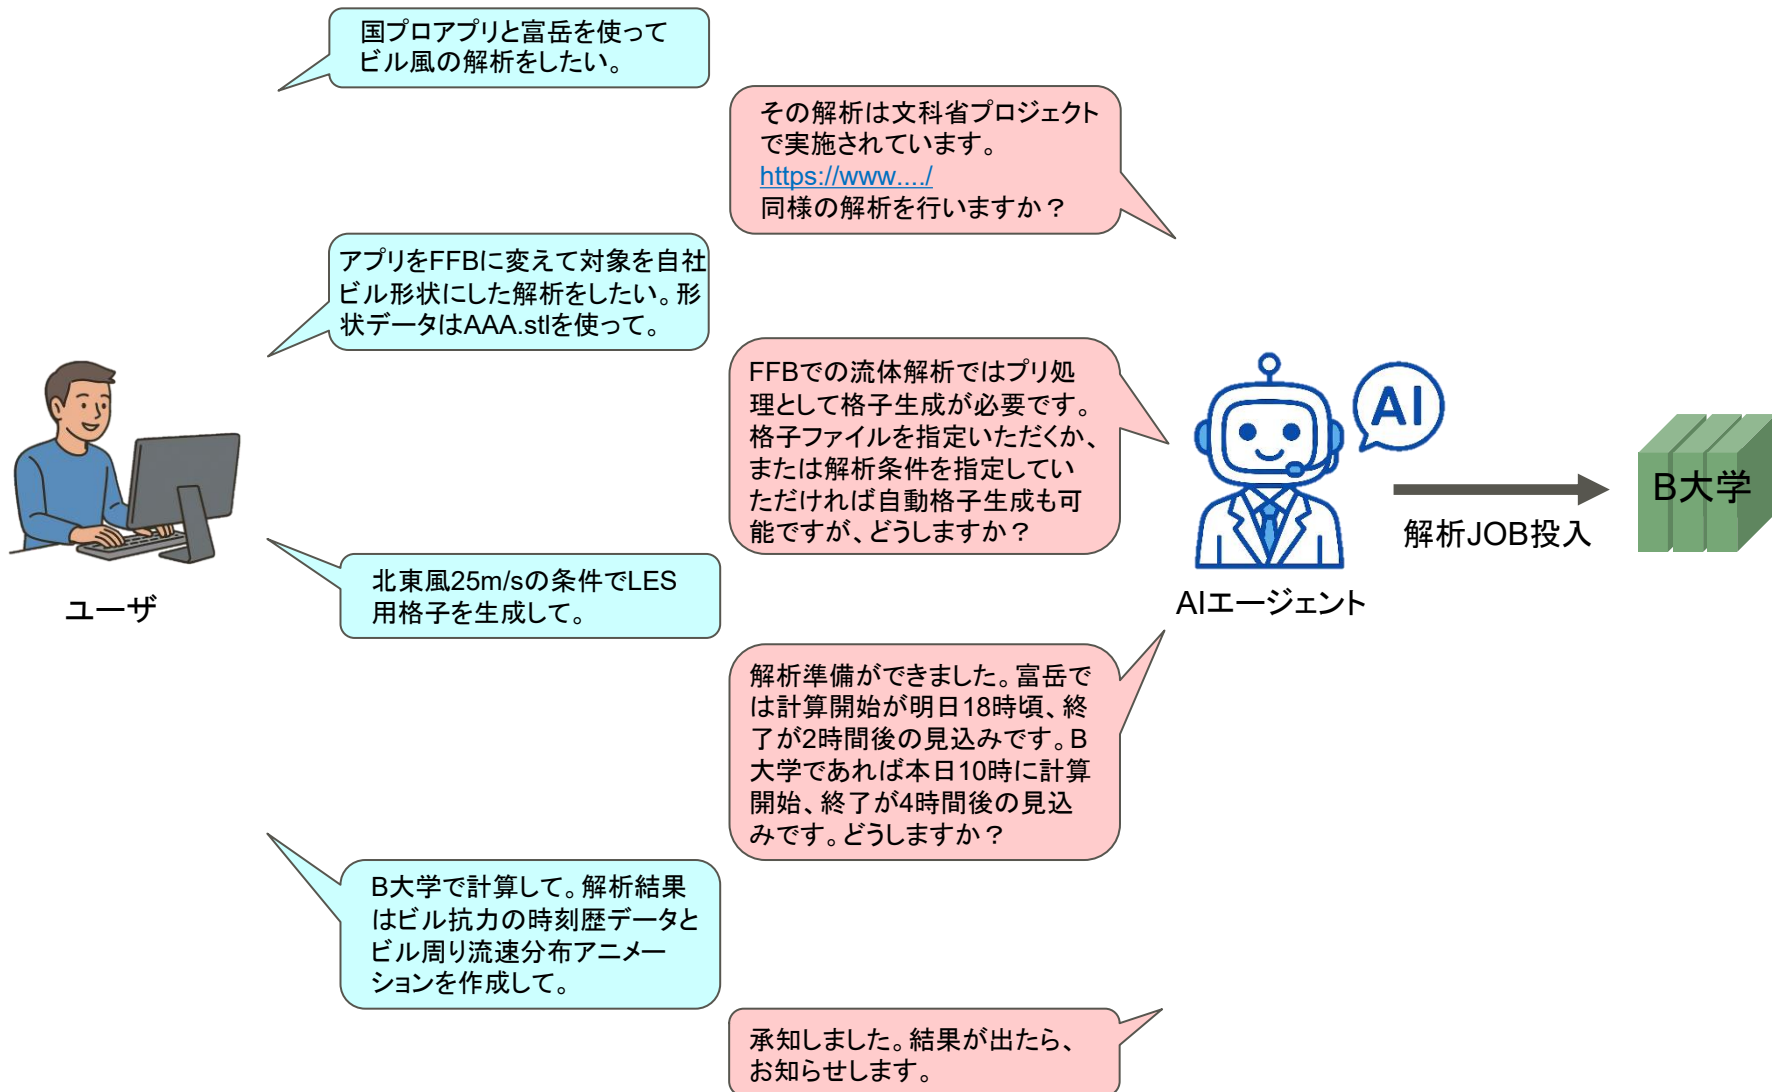 国プロアプリと富岳を使って
ビル風の解析をしたい。
その解析は文科省プロジェクト
で実施されています。
https://www..../
同様の解析を行いますか？
アプリをFFBに変えて対象を自社
ビル形状にした解析をしたい。形
状データはAAA.stlを使って。
FFBでの流体解析ではプリ処
理として格子生成が必要です。
格子ファイルを指定いただくか、
または解析条件を指定してい
ただければ自動格子生成も可
能ですが、どうしますか？
AI
B大学
解析JOB投入
北東風25m/sの条件でLES
用格子を生成して。
ユーザ
AIエージェント
解析準備ができました。富岳で
は計算開始が明日18時頃、終
了が2時間後の見込みです。B
大学であれば本日10時に計算
開始、終了が4時間後の見込
みです。どうしますか？
B大学で計算して。解析結果
はビル抗力の時刻歴データと
ビル周り流速分布アニメー
ションを作成して。
承知しました。結果が出たら、
お知らせします。